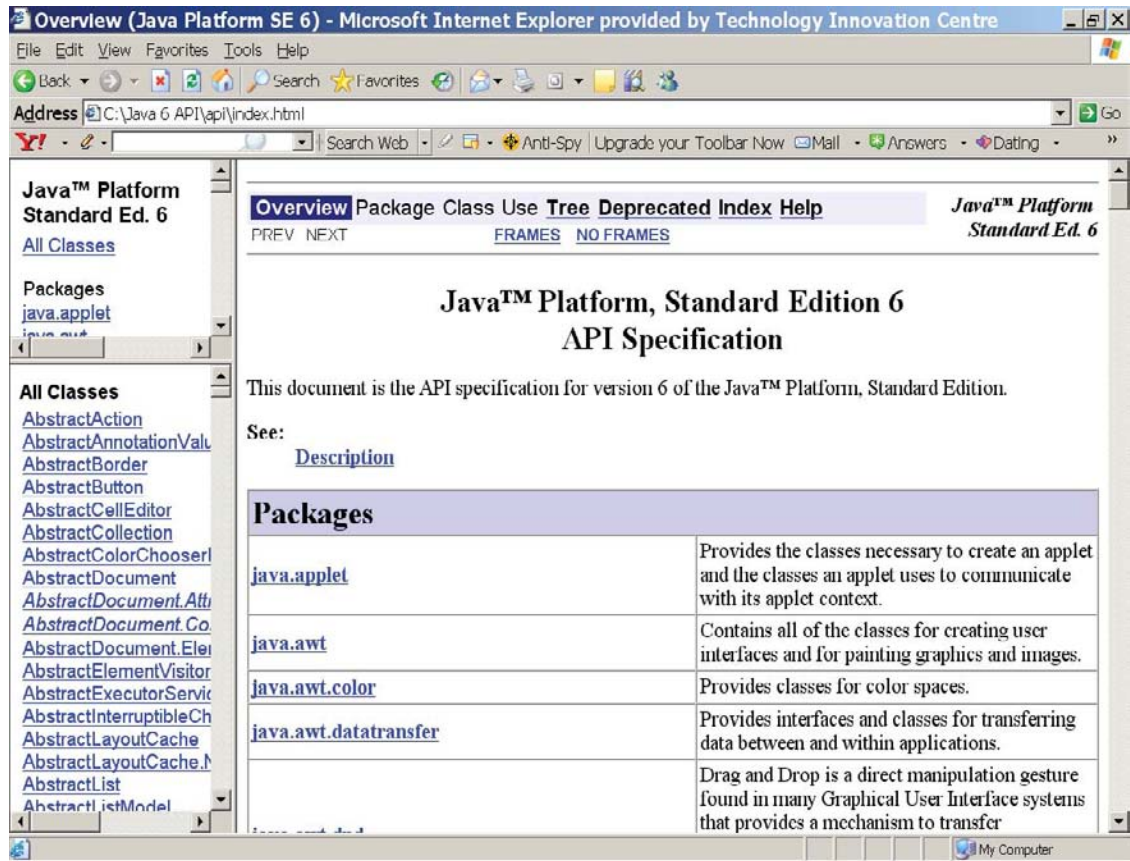 Overview (Java Platform SE 6) - Microsoft Internet Explorer provided by Technology Innovation Centre
File Edit View Favorites Tools Help
Back Search Favorites
Address C:\Java 6 API\api\index.html Go
Y! Search Web Anti-Spy Upgrade your Toolbar Now Mail Answers Dating »
Java™ Platform
Standard Ed. 6
All Classes
Packages
java.applet
java.awt
All Classes
AbstractAction
AbstractAnnotationValu
AbstractBorder
AbstractButton
AbstractCellEditor
AbstractCollection
AbstractColorChooserI
AbstractDocument
AbstractDocument.Attr
AbstractDocument.Co
AbstractDocument.Eler
AbstractElementVisitor
AbstractExecutorServic
AbstractInterruptibleCh
AbstractLayoutCache
AbstractLayoutCache.N
AbstractList
AbstractListModel
Overview Package Class Use Tree Deprecated Index Help
PREV NEXT FRAMES NO FRAMES
Java™ Platform
Standard Ed. 6
Java™ Platform, Standard Edition 6
API Specification
This document is the API specification for version 6 of the Java™ Platform, Standard Edition.
See:
Description
Packages
java.applet
Provides the classes necessary to create an applet
and the classes an applet uses to communicate
with its applet context.
java.awt
Contains all of the classes for creating user
interfaces and for painting graphics and images.
java.awt.color
Provides classes for color spaces.
java.awt.datatransfer
Provides interfaces and classes for transferring
data between and within applications.
java.awt.dnd
Drag and Drop is a direct manipulation gesture
found in many Graphical User Interface systems
that provides a mechanism to transfer
My Computer